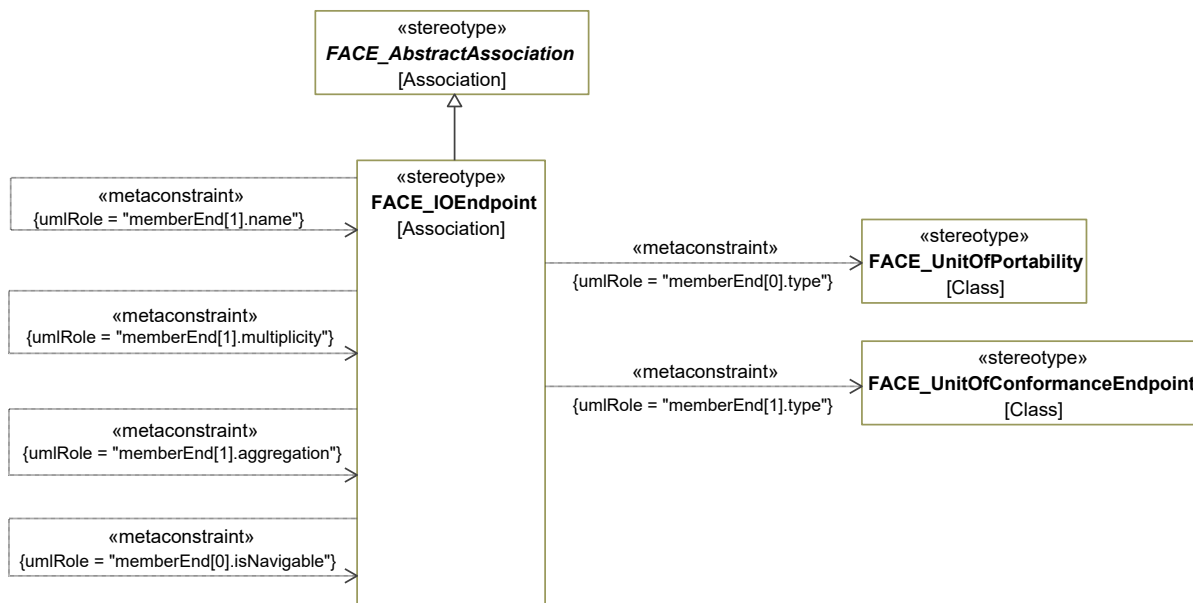 «stereotype»
FACE_AbstractAssociation
[Association]
«stereotype»
FACE_IOEndpoint
[Association]
«metaconstraint»
{umlRole = "memberEnd[1].name"}
«metaconstraint»
{umlRole = "memberEnd[1].multiplicity"}
«metaconstraint»
{umlRole = "memberEnd[1].aggregation"}
«metaconstraint»
{umlRole = "memberEnd[0].isNavigable"}
«metaconstraint»
{umlRole = "memberEnd[0].type"}
«stereotype»
FACE_UnitOfPortability
[Class]
«metaconstraint»
{umlRole = "memberEnd[1].type"}
«stereotype»
FACE_UnitOfConformanceEndpoint
[Class]